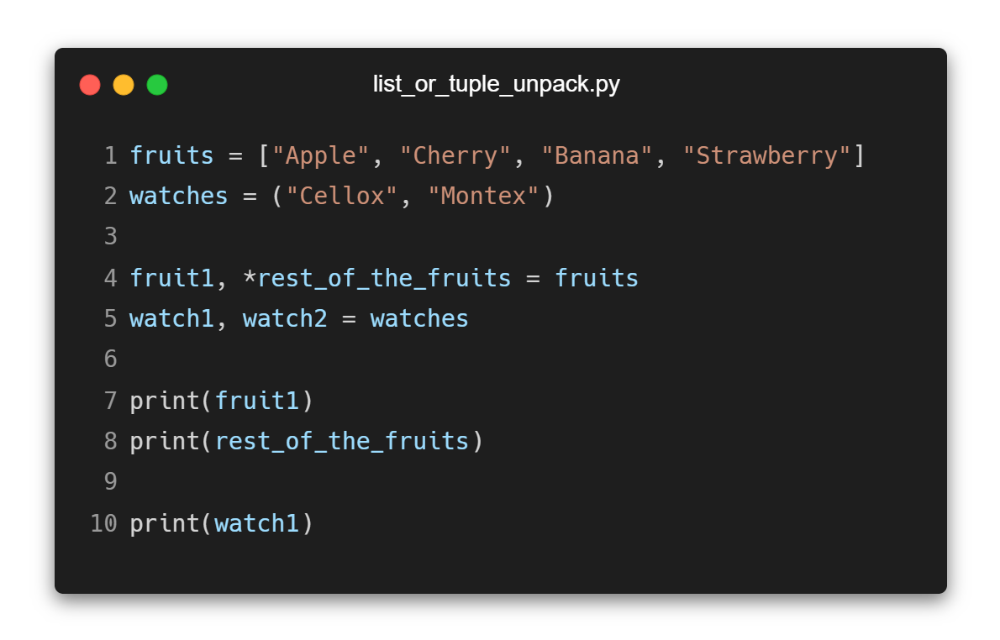 list_or_tuple_unpack.py
1 fruits = ["Apple", "Cherry", "Banana", "Strawberry"]
2 watches = ("Cellox", "Montex")
3
4 fruit1, *rest_of_the_fruits = fruits
5 watch1, watch2 = watches
6
7 print(fruit1)
8 print(rest_of_the_fruits)
9
10 print(watch1)